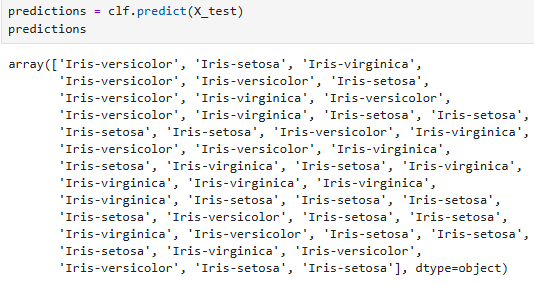 predictions = clf.predict(X_test)
predictions
array(['Iris-versicolor', 'Iris-setosa', 'Iris-virginica',
'Iris-versicolor', 'Iris-versicolor', 'Iris-setosa',
'Iris-versicolor', 'Iris-virginica', 'Iris-versicolor',
'Iris-versicolor', 'Iris-virginica', 'Iris-setosa', 'Iris-setosa',
'Iris-setosa', 'Iris-setosa', 'Iris-versicolor', 'Iris-virginica',
'Iris-versicolor', 'Iris-versicolor', 'Iris-virginica',
'Iris-setosa', 'Iris-virginica', 'Iris-setosa', 'Iris-virginica',
'Iris-virginica', 'Iris-virginica', 'Iris-virginica',
'Iris-virginica', 'Iris-setosa', 'Iris-setosa', 'Iris-setosa',
'Iris-setosa', 'Iris-versicolor', 'Iris-setosa', 'Iris-setosa',
'Iris-virginica', 'Iris-versicolor', 'Iris-setosa', 'Iris-setosa',
'Iris-setosa', 'Iris-virginica', 'Iris-versicolor',
'Iris-versicolor', 'Iris-setosa', 'Iris-setosa'], dtype=object)